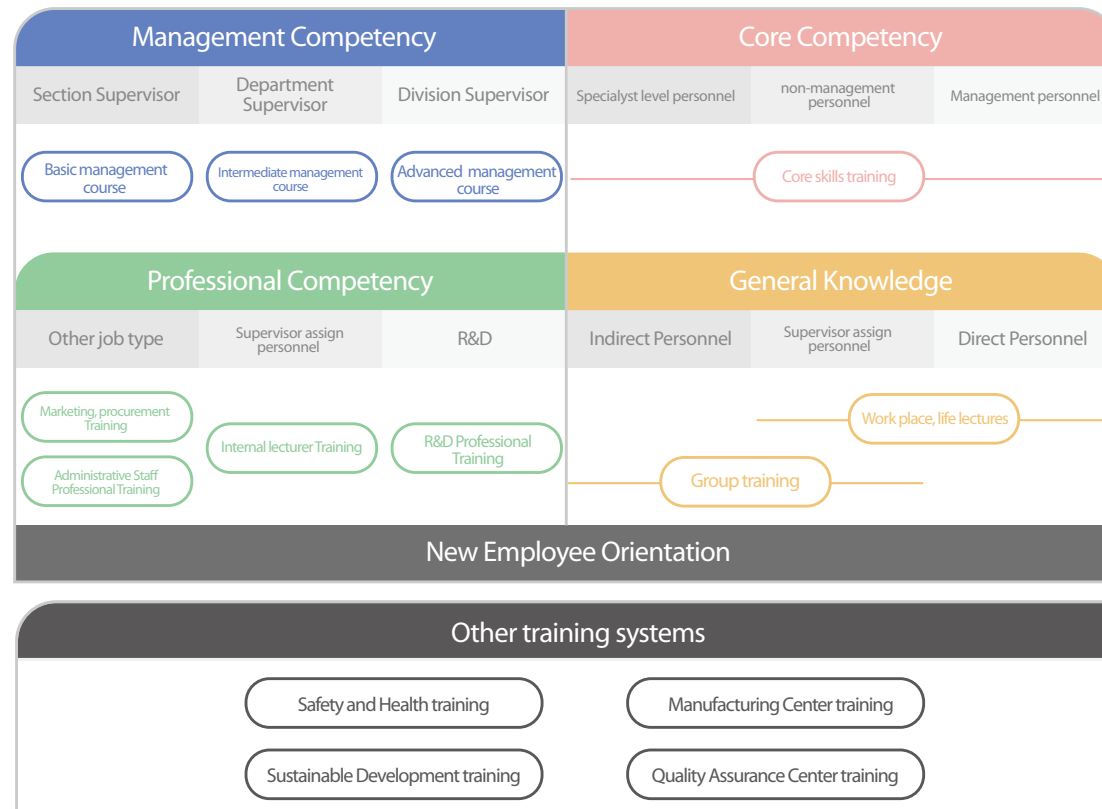 Management Competency
Core Competency
Section Supervisor
Department
Supervisor
Division Supervisor
Specialyst level personnel
non-management
personnel
Management personnel
Basic management
course
Intermediate management
course
Advanced management
course
Core skills training
Professional Competency
General Knowledge
Other job type
Supervisor assign
personnel
R&D
Indirect Personnel
Supervisor assign
personnel
Direct Personnel
Marketing, procurement
Training
Administrative Staff
Professional Training
Internal lecturer Training
R&D Professional
Training
Work place, life lectures
Group training
New Employee Orientation
Other training systems
Safety and Health training
Manufacturing Center training
Sustainable Development training
Quality Assurance Center training